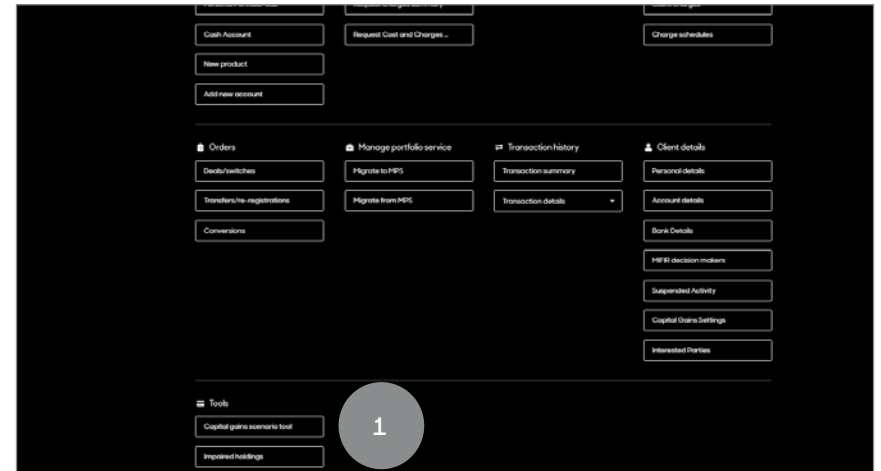 Cash Account
Request Cost and Charges ...
Charge schedules
New product
Add new account
Orders
Manage portfolio service
Transaction history
Client details
Deals/switches
Migrate to MPS
Transaction summary
Personal details
Transfers/re-registrations
Migrate from MPS
Transaction details
Account details
Conversions
Bank Details
MIFIR decision makers
Suspended Activity
Capital Gains Settings
Interested Parties
Tools
Capital gains scenario tool
1
Impaired holdings